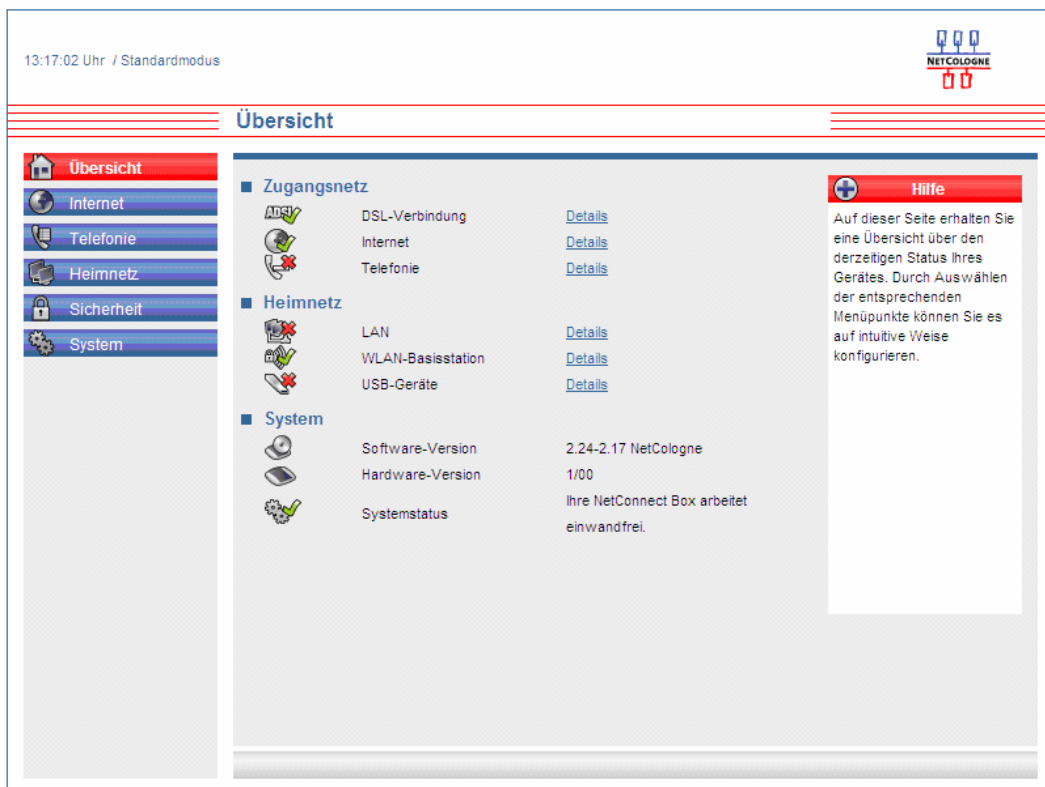 13:17:02 Uhr / Standardmodus
NETCOLOGNE
Übersicht
Übersicht
Internet
Telefonie
Heimnetz
Sicherheit
System
Zugangsnetz
ADSL
DSL-Verbindung Details
Internet Details
Telefonie Details
Heimnetz
LAN Details
WLAN-Basisstation Details
USB-Geräte Details
System
Software-Version 2.24-2.17 NetCologne
Hardware-Version 1/00
Systemstatus Ihre NetConnect Box arbeitet
einwandfrei.
Hilfe
Auf dieser Seite erhalten Sie
eine Übersicht über den
derzeitigen Status Ihres
Gerätes. Durch Auswählen
der entsprechenden
Menüpunkte können Sie es
auf intuitive Weise
konfigurieren.